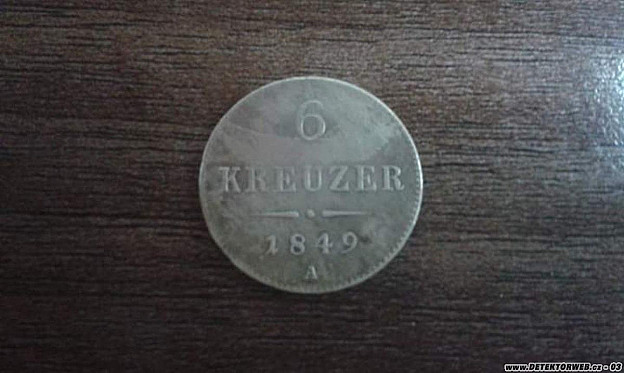 6
KREUZER
1849
A
www.DETEKTORWEB.cz - 03